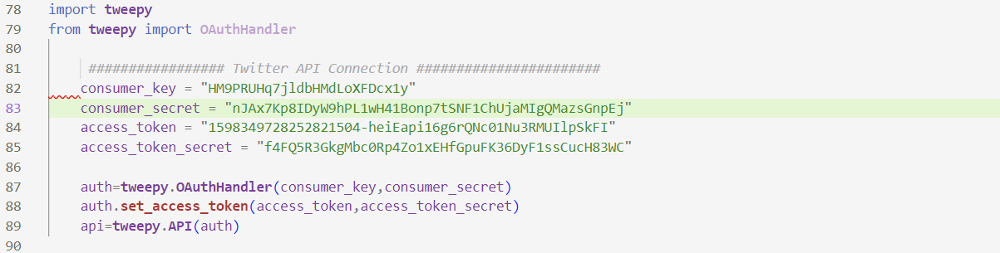 78 import tweepy
79 from tweepy import OAuthHandler
80
81 ################# Twitter API Connection #######################
82 consumer_key = "HM9PRUHq7jldbHMdLoXFDcx1y"
83 consumer_secret = "nJAx7Kp8IDyW9hPL1wH41Bonp7tSNF1ChUjaMIgQMazsGnpEj"
84 access_token = "1598349728252821504-heiEapi16g6rQNc01Nu3RMUIlpSkFI"
85 access_token_secret = "f4FQ5R3GkgMbc0Rp4Zo1xEHfGpuFK36DyF1ssCucH83WC"
86
87 auth=tweepy.OAuthHandler(consumer_key,consumer_secret)
88 auth.set_access_token(access_token,access_token_secret)
89 api=tweepy.API(auth)
90